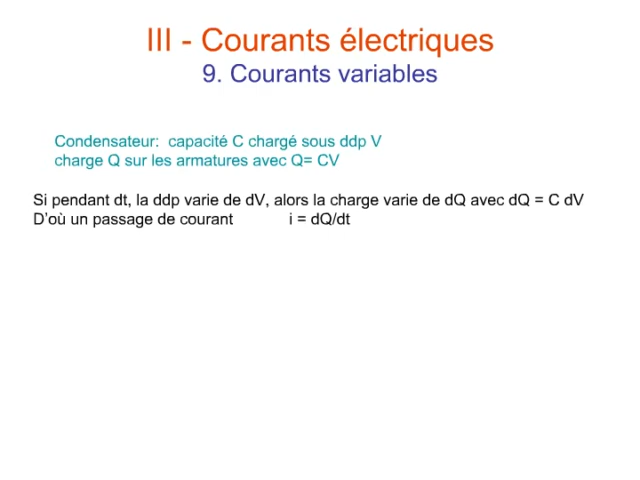 III - Courants électriques
9. Courants variables
Condensateur: capacité C chargé sous ddp V
charge Q sur les armatures avec Q= CV
Si pendant dt, la ddp varie de dV, alors la charge varie de dQ avec dQ = C dV
D'où un passage de courant i = dQ/dt